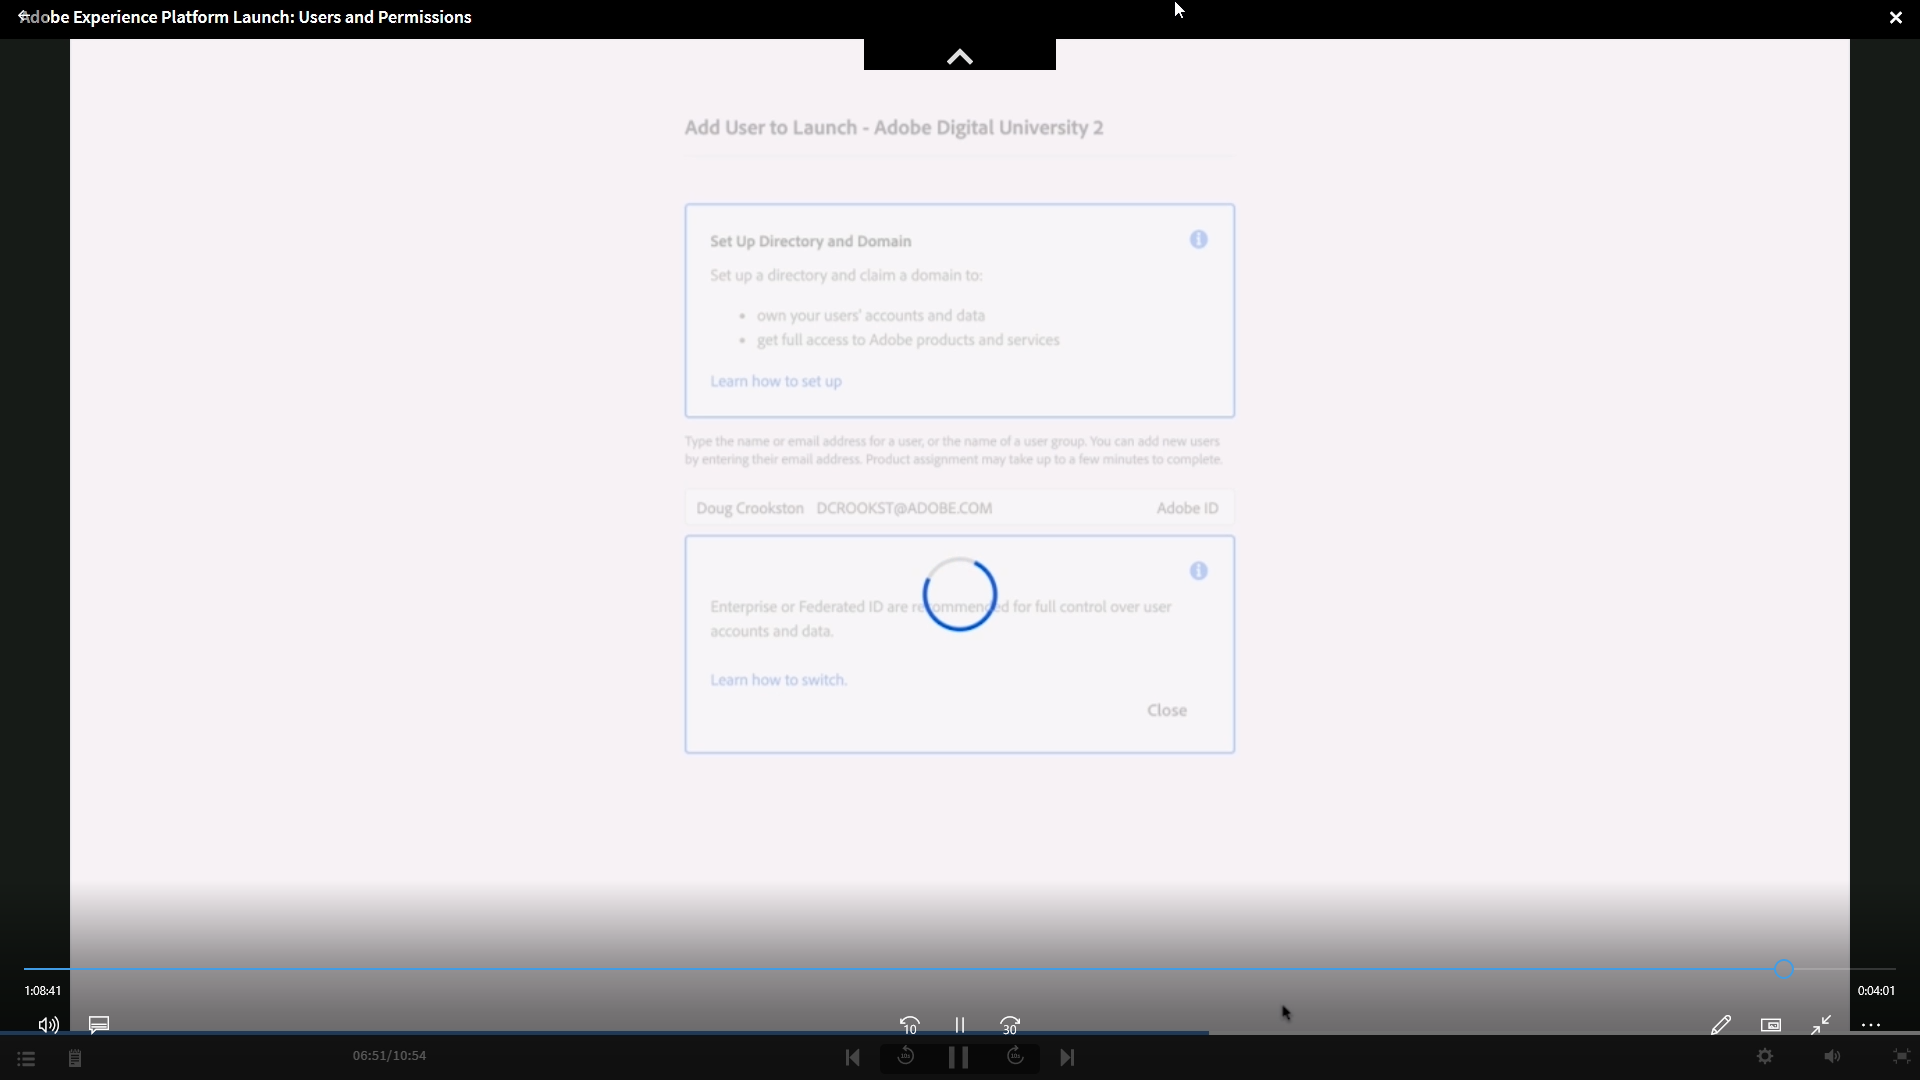 Adobe Experience Platform Launch: Users and Permissions
Add User to Launch - Adobe Digital University 2
Set Up Directory and Domain
Set up a directory and claim a domain to:
• own your users' accounts and data
• get full access to Adobe products and services
Learn how to set up
Type the name or email address for a user, or the name of a user group. You can add new users
by entering their email address. Product assignment may take up to a few minutes to complete.
Doug Crookston DCROOKST@ADOBE.COM Adobe ID
Enterprise or Federated ID are recommended for full control over user
accounts and data.
Learn how to switch.
Close
1:08:41 0:04:01
10 30
06:51/10:54
10s 10s